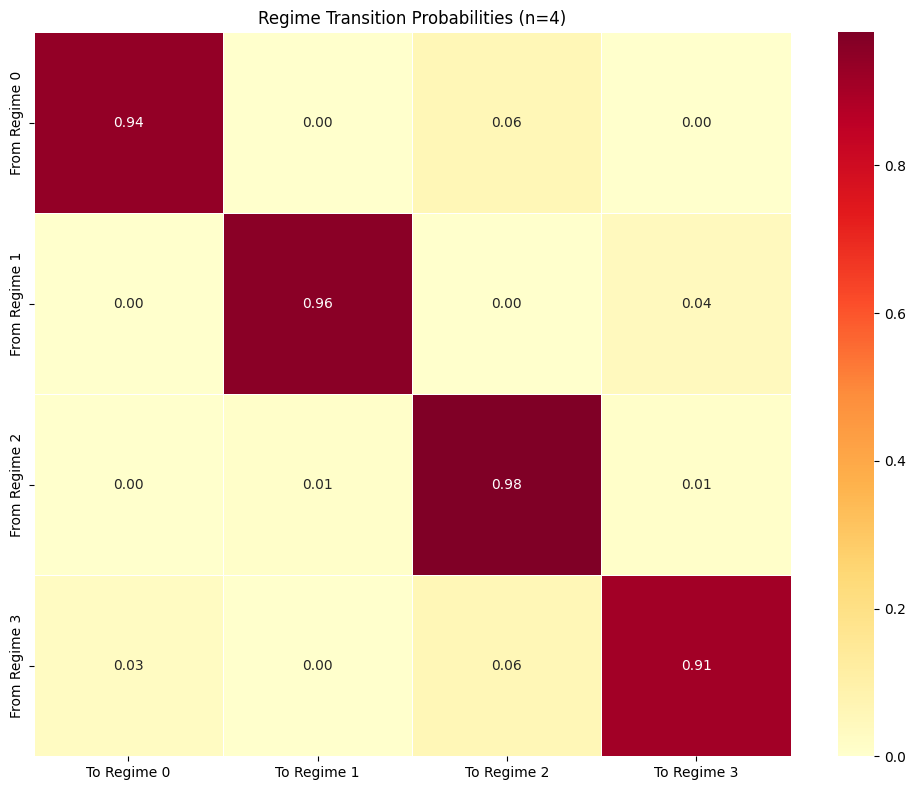 Regime Transition Probabilities (n=4)
From Regime 0
0.94
0.00
0.06
0.00
From Regime 1
0.00
0.96
0.00
0.04
From Regime 2
0.00
0.01
0.98
0.01
From Regime 3
0.03
0.00
0.06
0.91
To Regime 0
To Regime 1
To Regime 2
To Regime 3
0.8
0.6
0.4
0.2
0.0